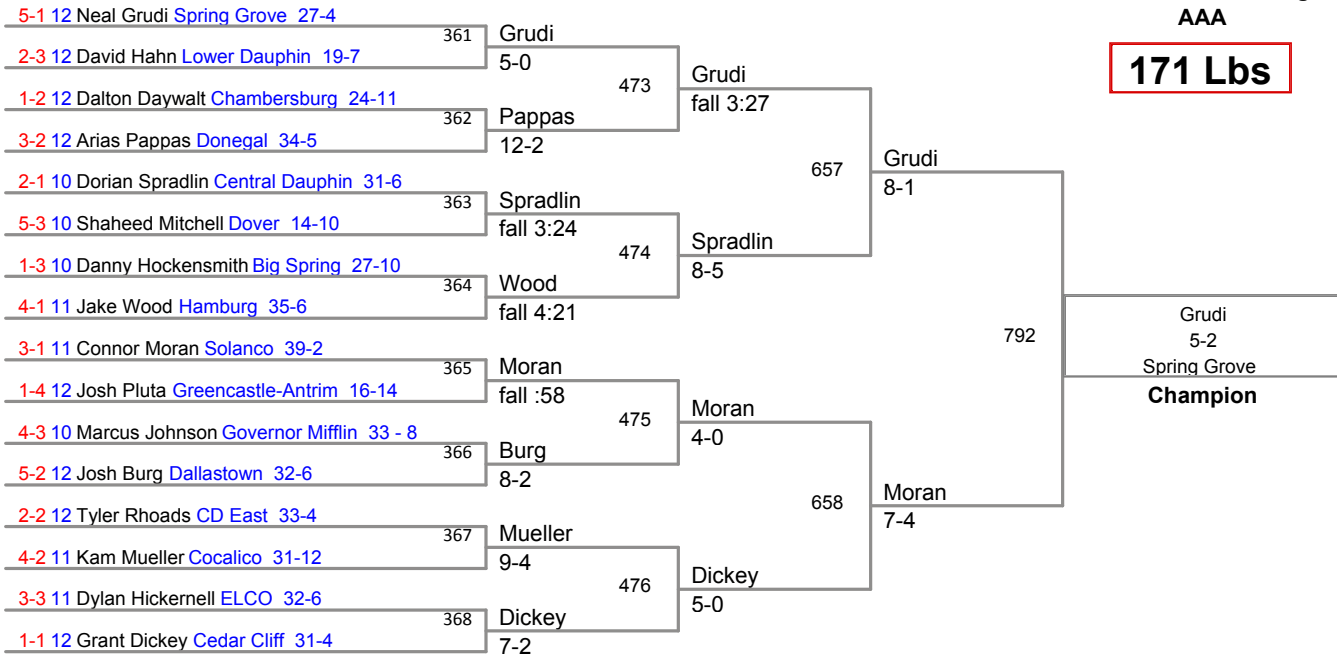 AAA
171 Lbs
5-1 12 Neal Grudi Spring Grove 27-4
361
Grudi
5-0
2-3 12 David Hahn Lower Dauphin 19-7
473
Grudi
fall 3:27
1-2 12 Dalton Daywalt Chambersburg 24-11
362
Pappas
12-2
3-2 12 Arias Pappas Donegal 34-5
657
Grudi
8-1
2-1 10 Dorian Spradlin Central Dauphin 31-6
363
Spradlin
fall 3:24
5-3 10 Shaheed Mitchell Dover 14-10
474
Spradlin
8-5
1-3 10 Danny Hockensmith Big Spring 27-10
364
Wood
fall 4:21
4-1 11 Jake Wood Hamburg 35-6
792
Grudi
5-2
Spring Grove
Champion
3-1 11 Connor Moran Solanco 39-2
365
Moran
fall :58
1-4 12 Josh Pluta Greencastle-Antrim 16-14
475
Moran
4-0
4-3 10 Marcus Johnson Governor Mifflin 33 - 8
366
Burg
8-2
5-2 12 Josh Burg Dallastown 32-6
658
Moran
7-4
2-2 12 Tyler Rhoads CD East 33-4
367
Mueller
9-4
4-2 11 Kam Mueller Cocalico 31-12
476
Dickey
5-0
3-3 11 Dylan Hickernell ELCO 32-6
368
Dickey
7-2
1-1 12 Grant Dickey Cedar Cliff 31-4